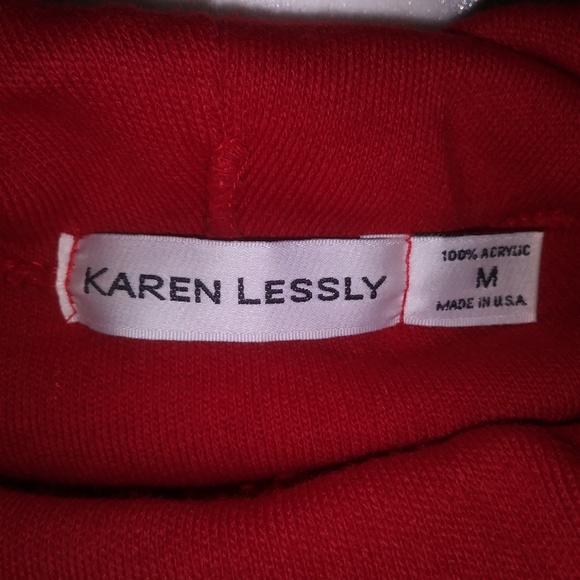 KAREN LESSLY
100% ACRYLIC
M
MADE IN U.S.A.